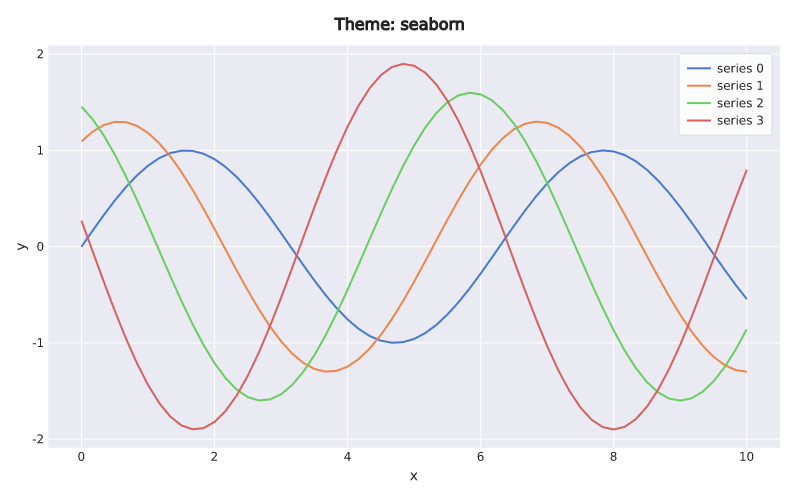 Theme: seaborn
2
1
0
-1
-2
y
series 0
series 1
series 2
series 3
0 2 4 6 8 10
x